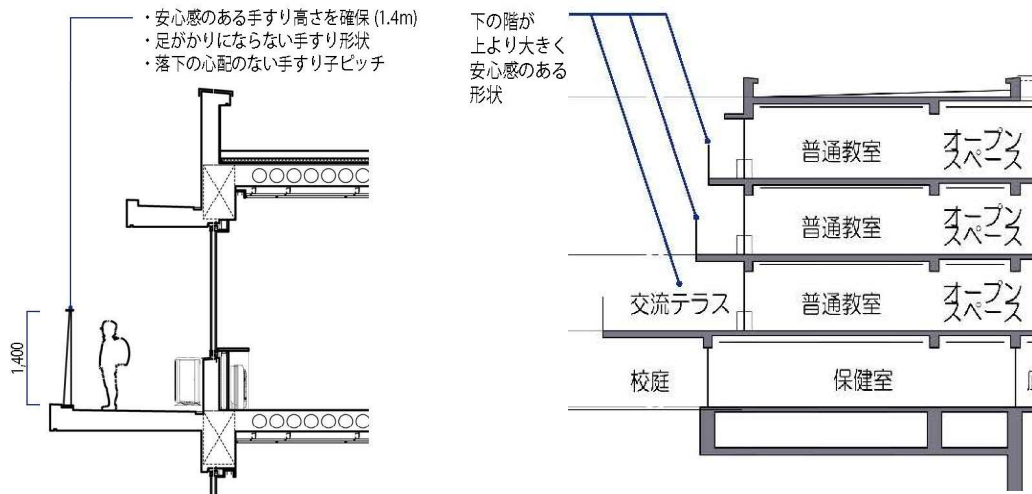 ・安心感のある手すり高さを確保 (1.4m)
・足がかりにならない手すり形状
・落下の心配のない手すり子ピッチ
1,400
下の階が
上より大きく
安心感のある
形状
普通教室
オープン
スペース
普通教室
オープン
スペース
交流テラス
普通教室
オープン
スペース
校庭
保健室